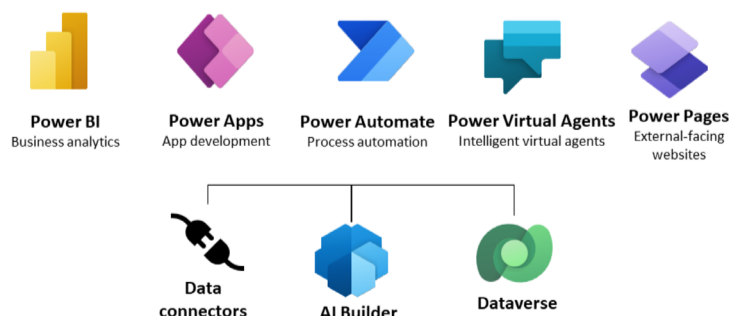 Power BI
Business analytics
Power Apps
App development
Power Automate
Process automation
Power Virtual Agents
Intelligent virtual agents
Power Pages
External-facing
websites
Data
connectors
AI Builder
Dataverse